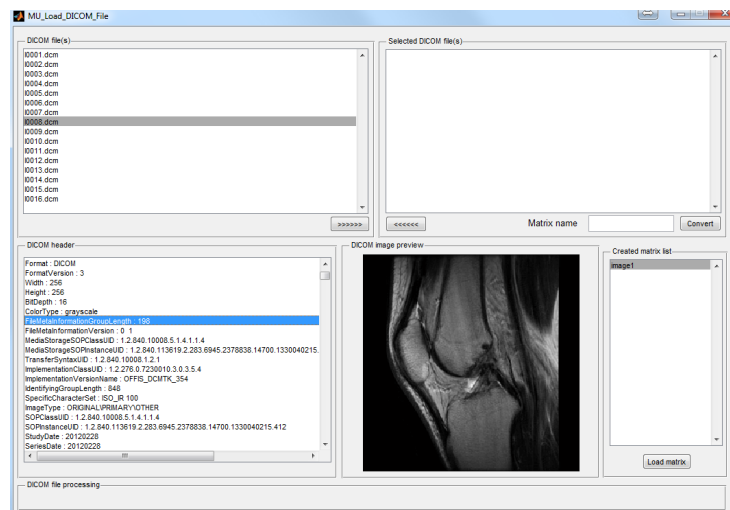 MU_Load_DICOM_File
DICOM file(s)
I0001.dcm
I0002.dcm
I0003.dcm
I0004.dcm
I0005.dcm
I0006.dcm
I0007.dcm
I0008.dcm
I0009.dcm
I0010.dcm
I0011.dcm
I0012.dcm
I0013.dcm
I0014.dcm
I0015.dcm
I0016.dcm
>>>>>>
Selected DICOM file(s)
<<<<<<
Matrix name
Convert
DICOM header
Format : DICOM
FormatVersion : 3
Width : 256
Height : 256
BitDepth : 16
ColorType : grayscale
FileMetaInformationGroupLength : 198
FileMetaInformationVersion : 0 1
MediaStorageSOPClassUID : 1.2.840.10008.5.1.4.1.1.4
MediaStorageSOPInstanceUID : 1.2.840.113619.2.283.6945.2378838.14700.1330040215.
TransferSyntaxUID : 1.2.840.10008.1.2.1
ImplementationClassUID : 1.2.276.0.7230010.3.0.3.5.4
ImplementationVersionName : OFFIS_DCMTK_354
IdentifyingGroupLength : 848
SpecificCharacterSet : ISO_IR 100
ImageType : ORIGINAL\PRIMARY\OTHER
SOPClassUID : 1.2.840.10008.5.1.4.1.1.4
SOPInstanceUID : 1.2.840.113619.2.283.6945.2378838.14700.1330040215.412
StudyDate : 20120228
SeriesDate : 20120228
DICOM image preview
Created matrix list
image1
Load matrix
DICOM file processing